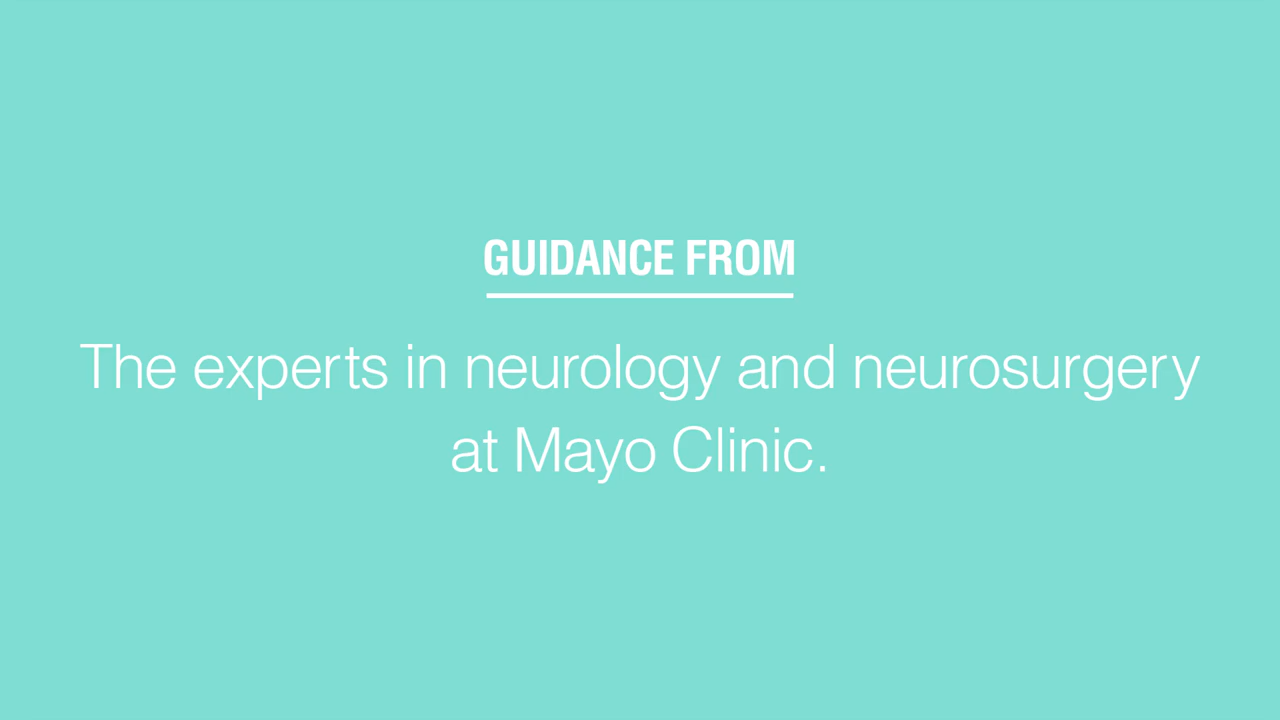 GUIDANCE FROM
The experts in neurology and neurosurgery
at Mayo Clinic.